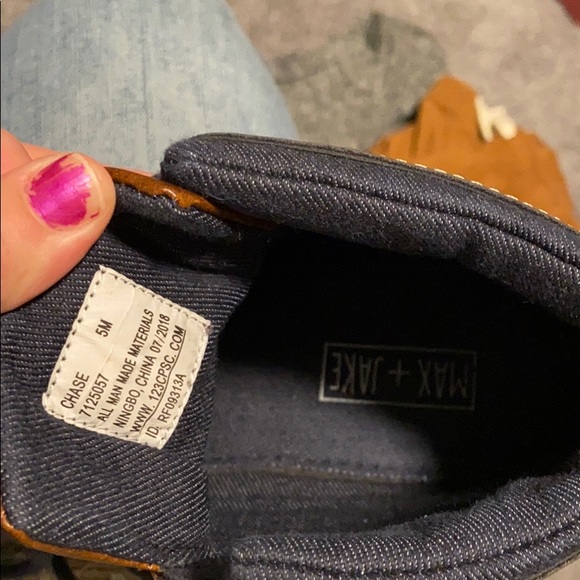 CHASE 5M
7125057
ALL MAN MADE MATERIALS
NINGBO, CHINA 07/2018
WWW. 123CPSC. COM
ID: RF09313A
MAX + JAKE